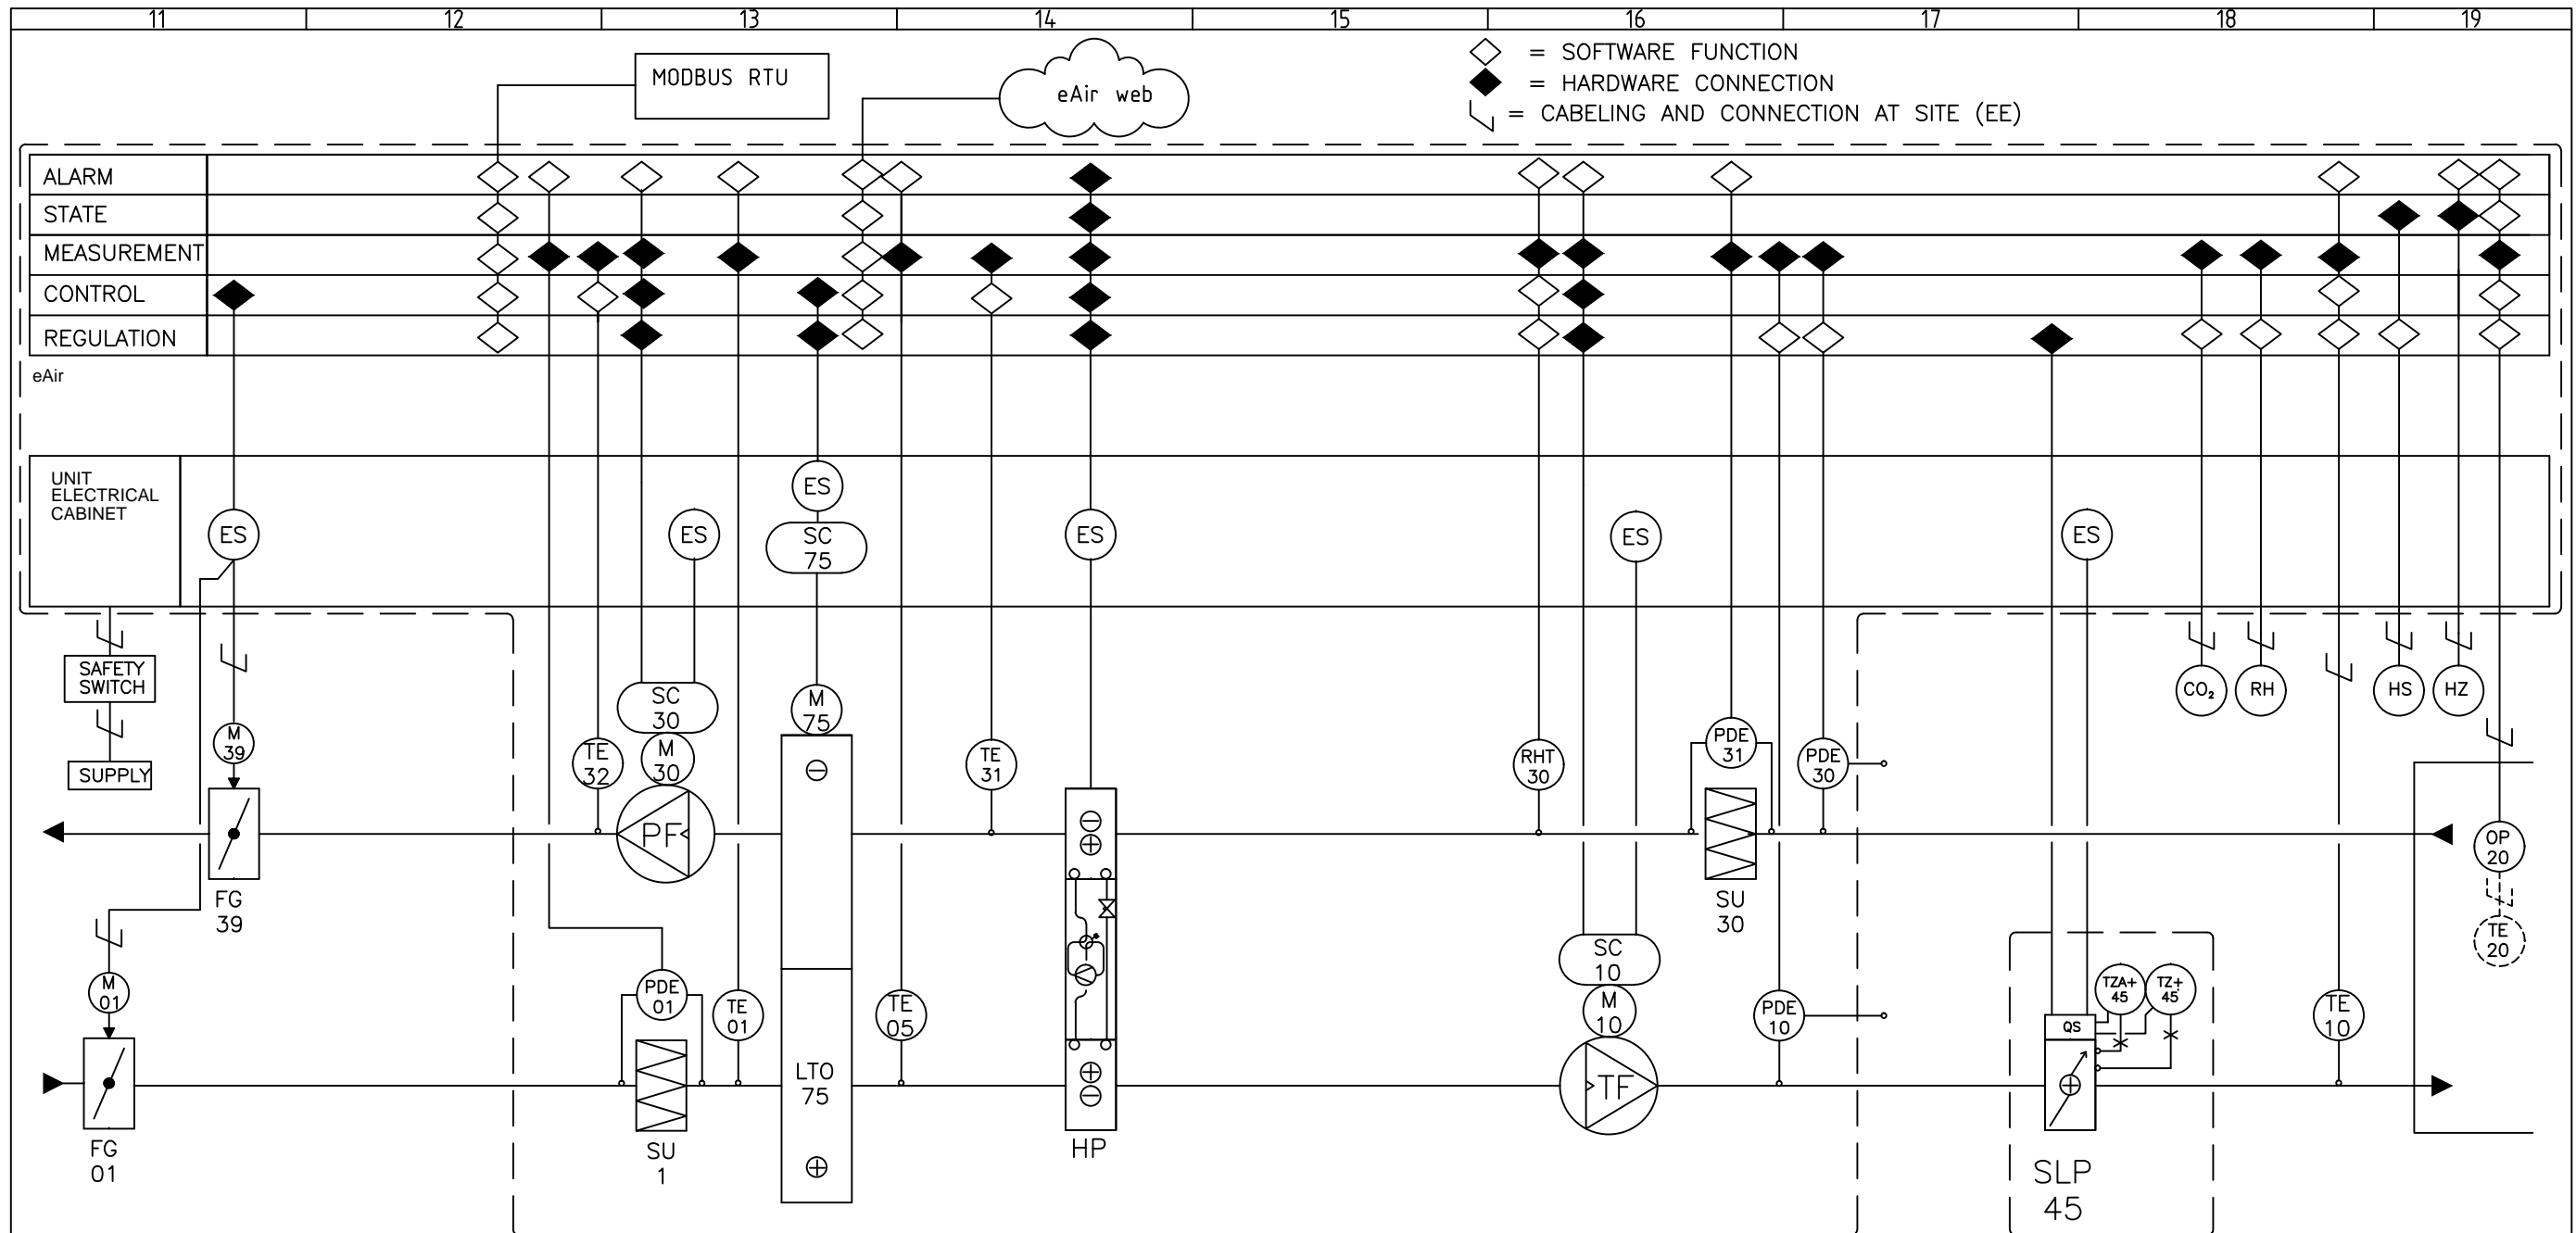 11 12 13 14 15 16 17 18 19
= SOFTWARE FUNCTION
MODBUS RTU
eAir web
= HARDWARE CONNECTION
= CABELING AND CONNECTION AT SITE (EE)
ALARM
STATE
MEASUREMENT
CONTROL
REGULATION
eAir
UNIT
ELECTRICAL
CABINET
ES
ES
ES
SC
75
ES
ES
ES
SAFETY
SWITCH
SUPPLY
M
39
TE
32
SC
30
M
30
M
75
TE
31
RHT
30
PDE
31
PDE
30
CO₂
RH
HS
HZ
PF
OP
20
TE
20
FG
39
SU
30
M
01
PDE
01
TE
01
TE
05
SC
10
M
10
PDE
10
TZA+
45
TZ+
45
QS
TE
10
LTO
75
TF
FG
01
SU
1
HP
SLP
45